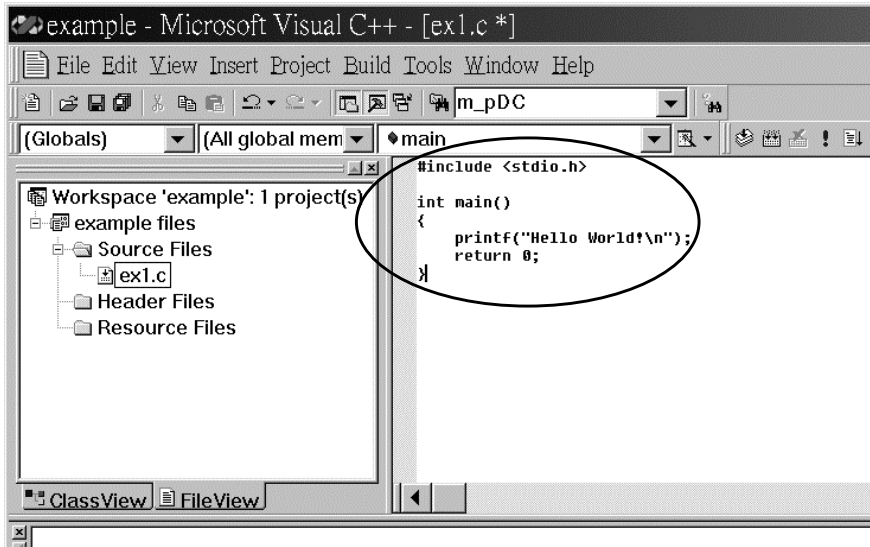 example - Microsoft Visual C++ - [ex1.c *]
File Edit View Insert Project Build Tools Window Help
m_pDC
(Globals) (All global mem main
Workspace 'example': 1 project(s)
example files
Source Files
ex1.c
Header Files
Resource Files
ClassView FileView
#include <stdio.h>
int main()
{
printf("Hello World!\n");
return 0;
}